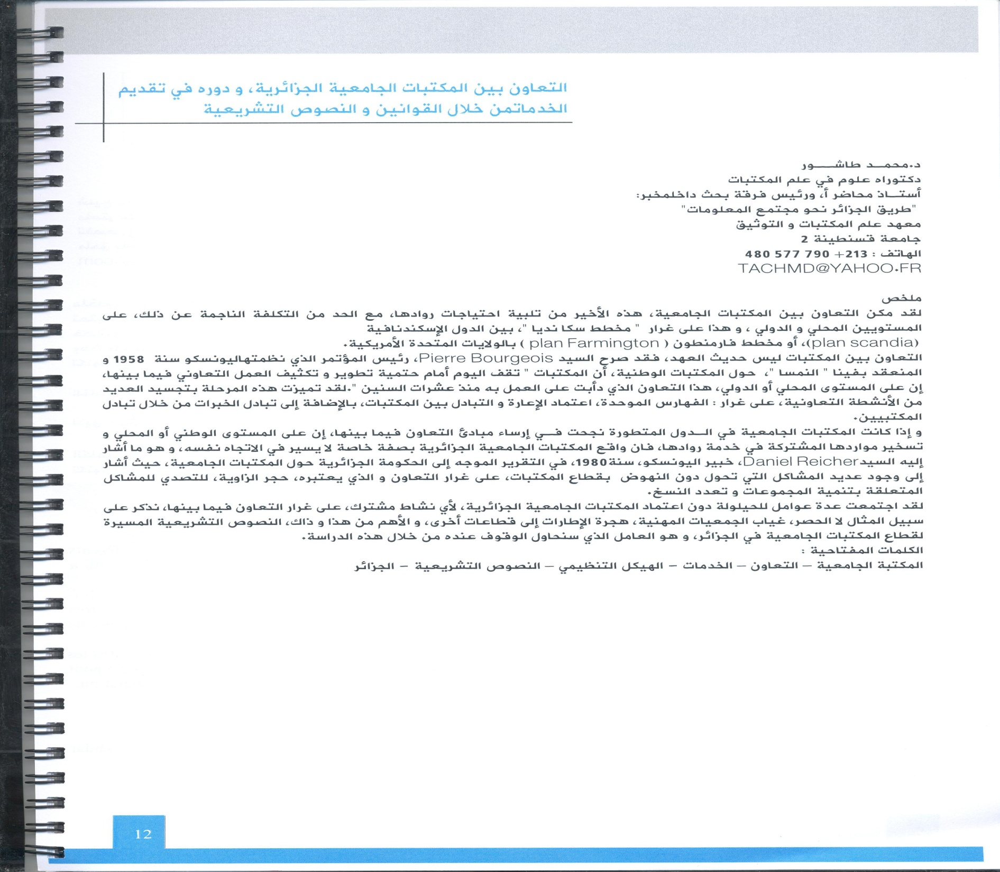 التعاون بين المكتبات الجامعية الجزائرية، و دوره في تقديم
الخدماتمن خلال القوانين و النصوص التشريعية
د.محمـــد طاشـــــور
دكتوراه علوم في علم المكتبات
أستـــاذ محاضر أ، ورئيس فرقة بحث داخلمخبر:
"طريق الجزائر نحو مجتمع المعلومات"
معهد علم المكتبات و التوثيق
جامعة قسنطينة 2
الهاتف : 213+ 790 577 480
TACHMD@YAHOO.FR
ملخص
لقد مكن التعاون بين المكتبات الجامعية، هذه الأخير من تلبية احتياجات روادها، مع الحد من التكلفة الناجمة عن ذلك، على
المستويين المحلي و الدولي ، و هذا على غرار " مخطط سكا نديا "، بين الدول الإسكندنافية
(plan scandia)، أو مخطط فارمنطون ( plan Farmington ) بالولايات المتحدة الأمريكية.
التعاون بين المكتبات ليس حديث العهد، فقد صرح السيد Pierre Bourgeois، رئيس المؤتمر الذي نظمتهاليونسكو سنة 1958 و
المنعقد بفينا " النمسا "، حول المكتبات الوطنية، أن المكتبات " تقف اليوم أمام حتمية تطوير و تكثيف العمل التعاوني فيما بينها،
إن على المستوى المحلي أو الدولي، هذا التعاون الذي دأبت على العمل به منذ عشرات السنين ".لقد تميزت هذه المرحلة بتجسيد العديد
من الأنشطة التعاونية، على غرار : الفهارس الموحدة، اعتماد الإعارة و التبادل بين المكتبات، بالإضافة إلى تبادل الخبرات من خلال تبادل
المكتبيين.
و إذا كانت المكتبات الجامعية في الــدول المتطورة نجحت فــي إرساء مبادئ التعاون فيما بينها، إن على المستوى الوطني أو المحلي و
تسخير مواردها المشتركة في خدمة روادها، فان واقع المكتبات الجامعية الجزائرية بصفة خاصة لا يسير في الاتجاه نفسه، و هو ما أشار
إليه السيدDaniel Reicher، خبير اليونسكو، سنة1980، في التقرير الموجه إلى الحكومة الجزائرية حول المكتبات الجامعية، حيث أشار
إلى وجود عديد المشاكل التي تحول دون النهوض بقطاع المكتبات، على غرار التعاون و الذي يعتبره، حجر الزاوية، للتصدي للمشاكل
المتعلقة بتنمية المجموعات و تعدد النسخ.
لقد اجتمعت عدة عوامل للحيلولة دون اعتماد المكتبات الجامعية الجزائرية، لأي نشاط مشترك، على غرار التعاون فيما بينها، نذكر على
سبيل المثال لا الحصر، غياب الجمعيات المهنية، هجرة الإطارات إلى قطاعات أخرى، و الأهم من هذا و ذاك، النصوص التشريعية المسيرة
لقطاع المكتبات الجامعية في الجزائر، و هو العامل الذي سنحاول الوقوف عنده من خلال هذه الدراسة.
الكلمات المفتاحية :
المكتبة الجامعية – التعاون – الخدمات – الهيكل التنظيمي – النصوص التشريعية – الجزائر
12